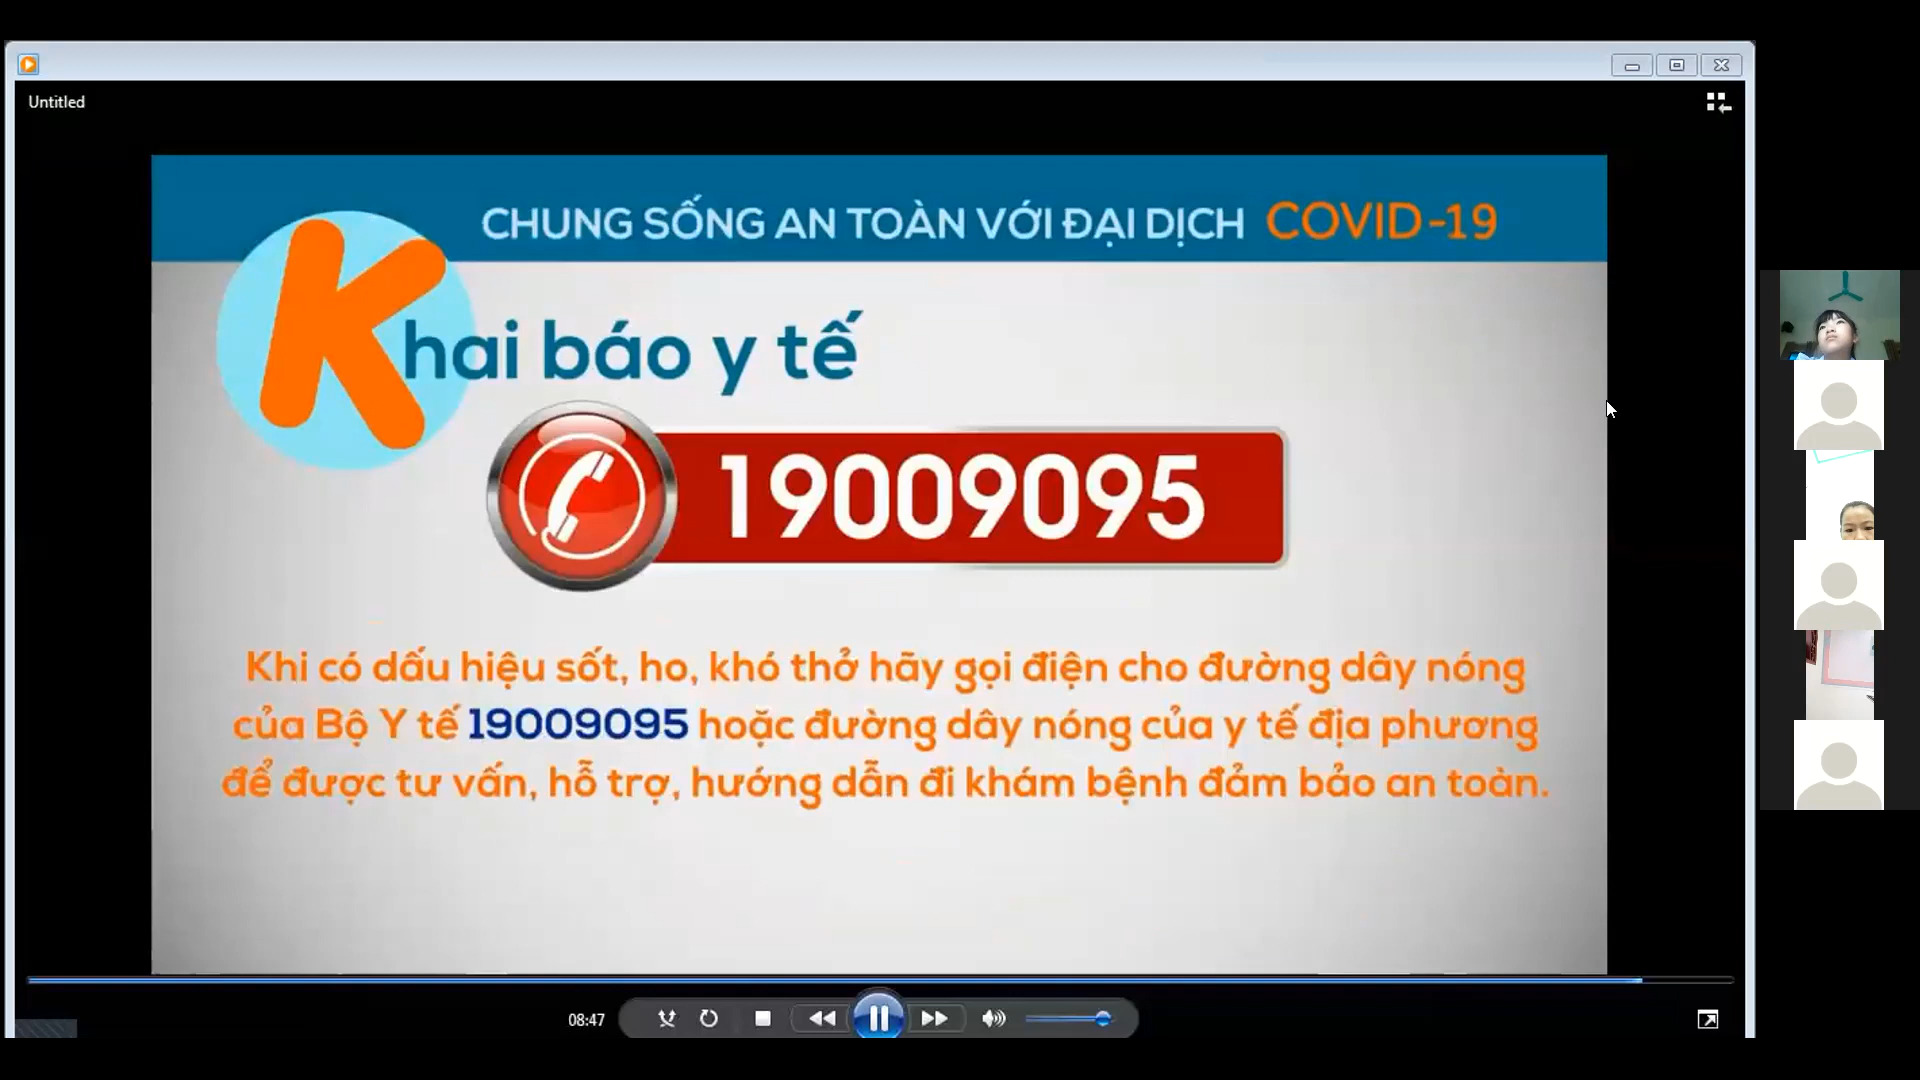 Untitled
CHUNG SỐNG AN TOÀN VỚI ĐẠI DỊCH COVID-19
Khai báo y tế
19009095
Khi có dấu hiệu sốt, ho, khó thở hãy gọi điện cho đường dây nóng
của Bộ Y tế 19009095 hoặc đường dây nóng của y tế địa phương
để được tư vấn, hỗ trợ, hướng dẫn đi khám bệnh đảm bảo an toàn.
08:47